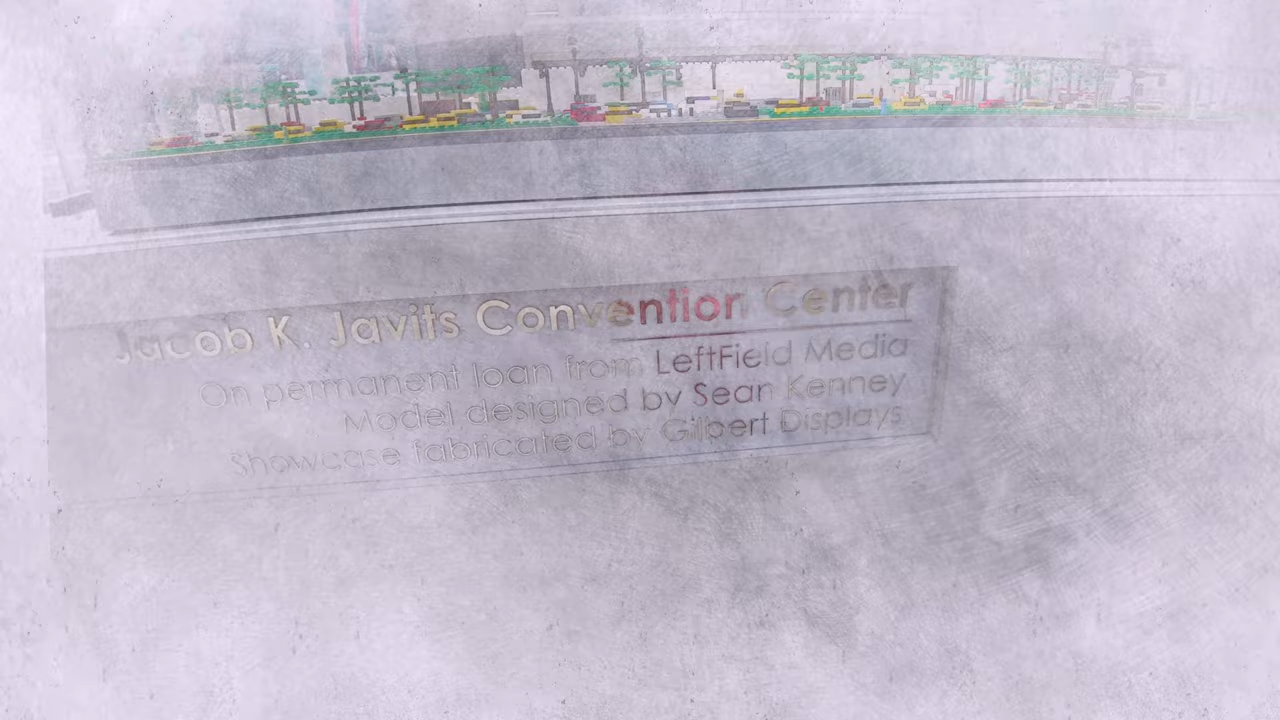 Jacob K. Javits Convention Center
On permanent loan from LeftField Media
Model designed by Sean Kenney
Showcase fabricated by Gilbert Displays